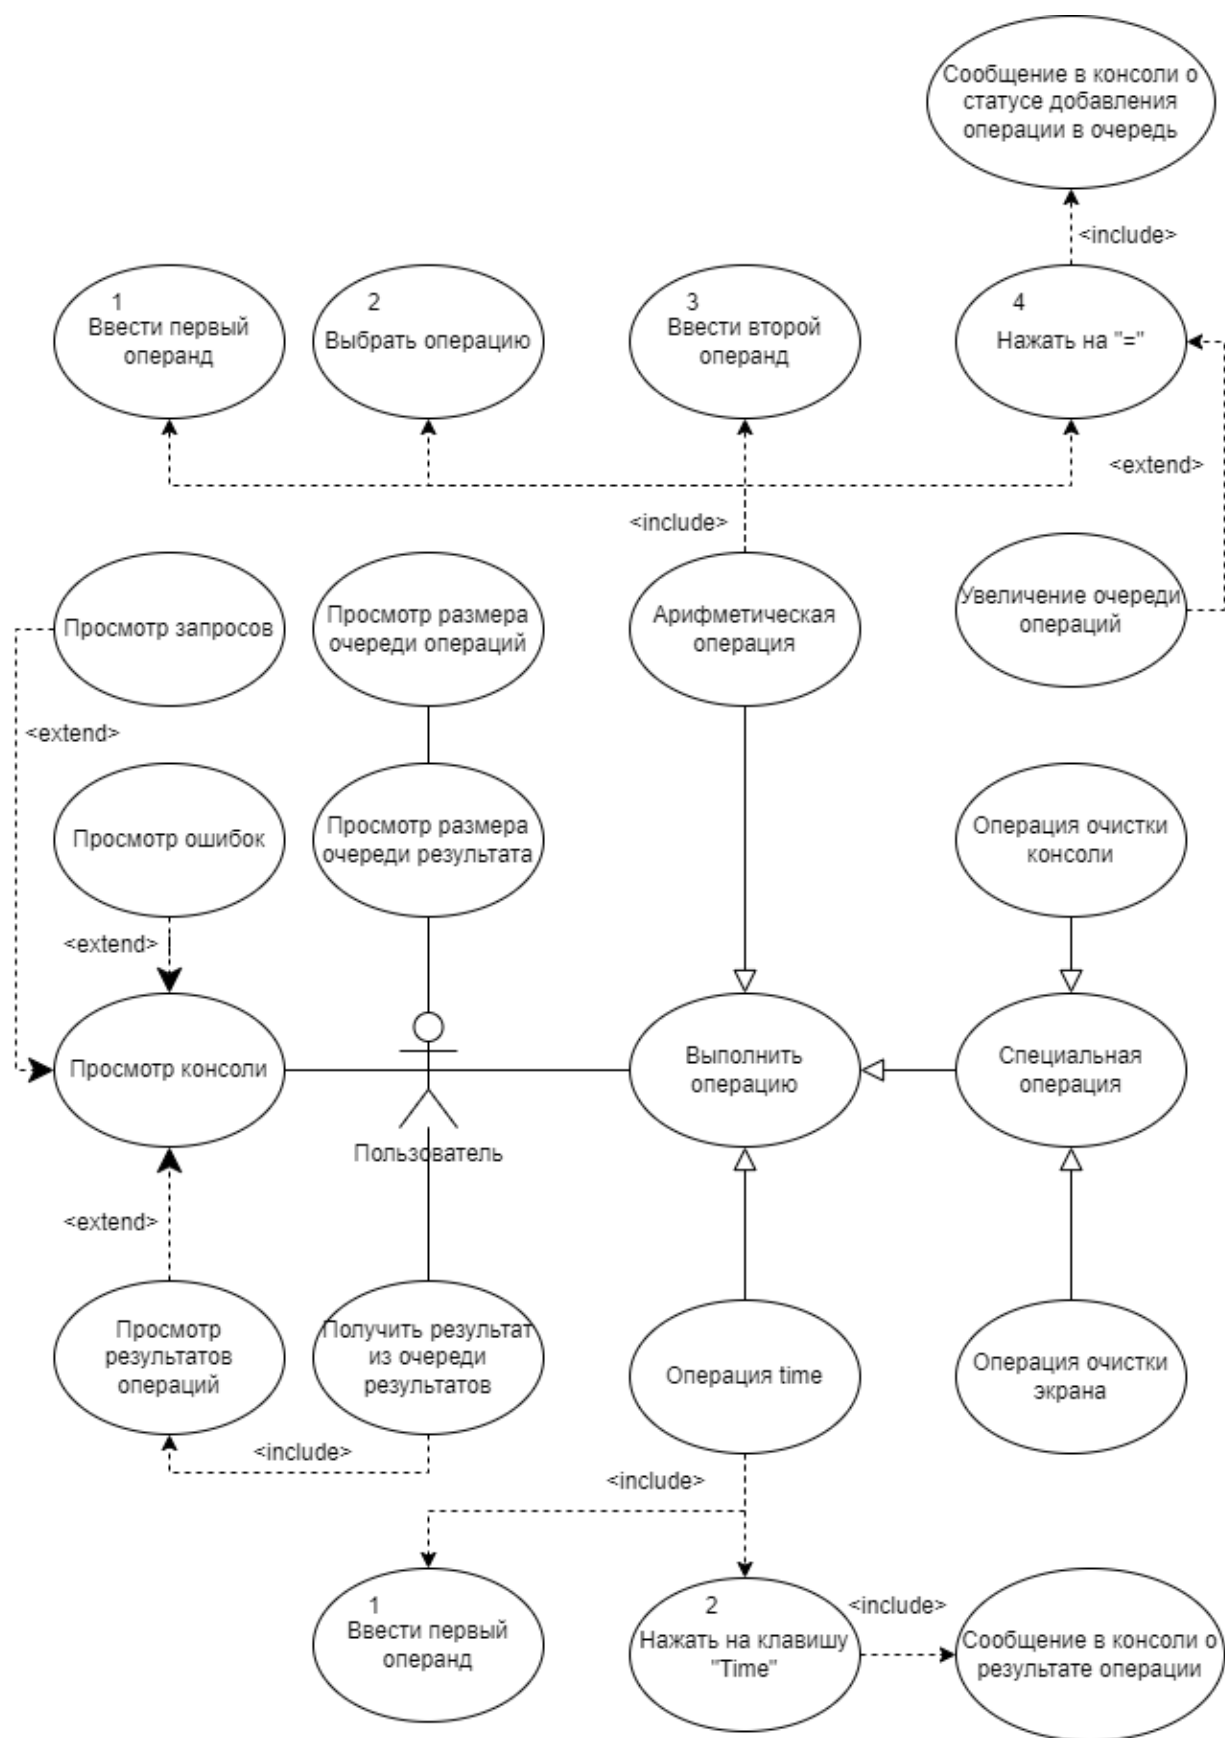 Сообщение в консоли о
статусе добавления
операции в очередь
<include>
1
Ввести первый
операнд
2
Выбрать операцию
3
Ввести второй
операнд
4
Нажать на "="
<extend>
<include>
Просмотр запросов
Просмотр размера
очереди операций
Арифметическая
операция
Увеличение очереди
операций
<extend>
Просмотр ошибок
Просмотр размера
очереди результата
Операция очистки
консоли
<extend>
Просмотр консоли
Выполнить
операцию
Специальная
операция
Пользователь
<extend>
Просмотр
результатов
операций
Получить результат
из очереди
результатов
Операция time
Операция очистки
экрана
<include>
<include>
1
Ввести первый
операнд
2
Нажать на клавишу
"Time"
<include>
Сообщение в консоли о
результате операции